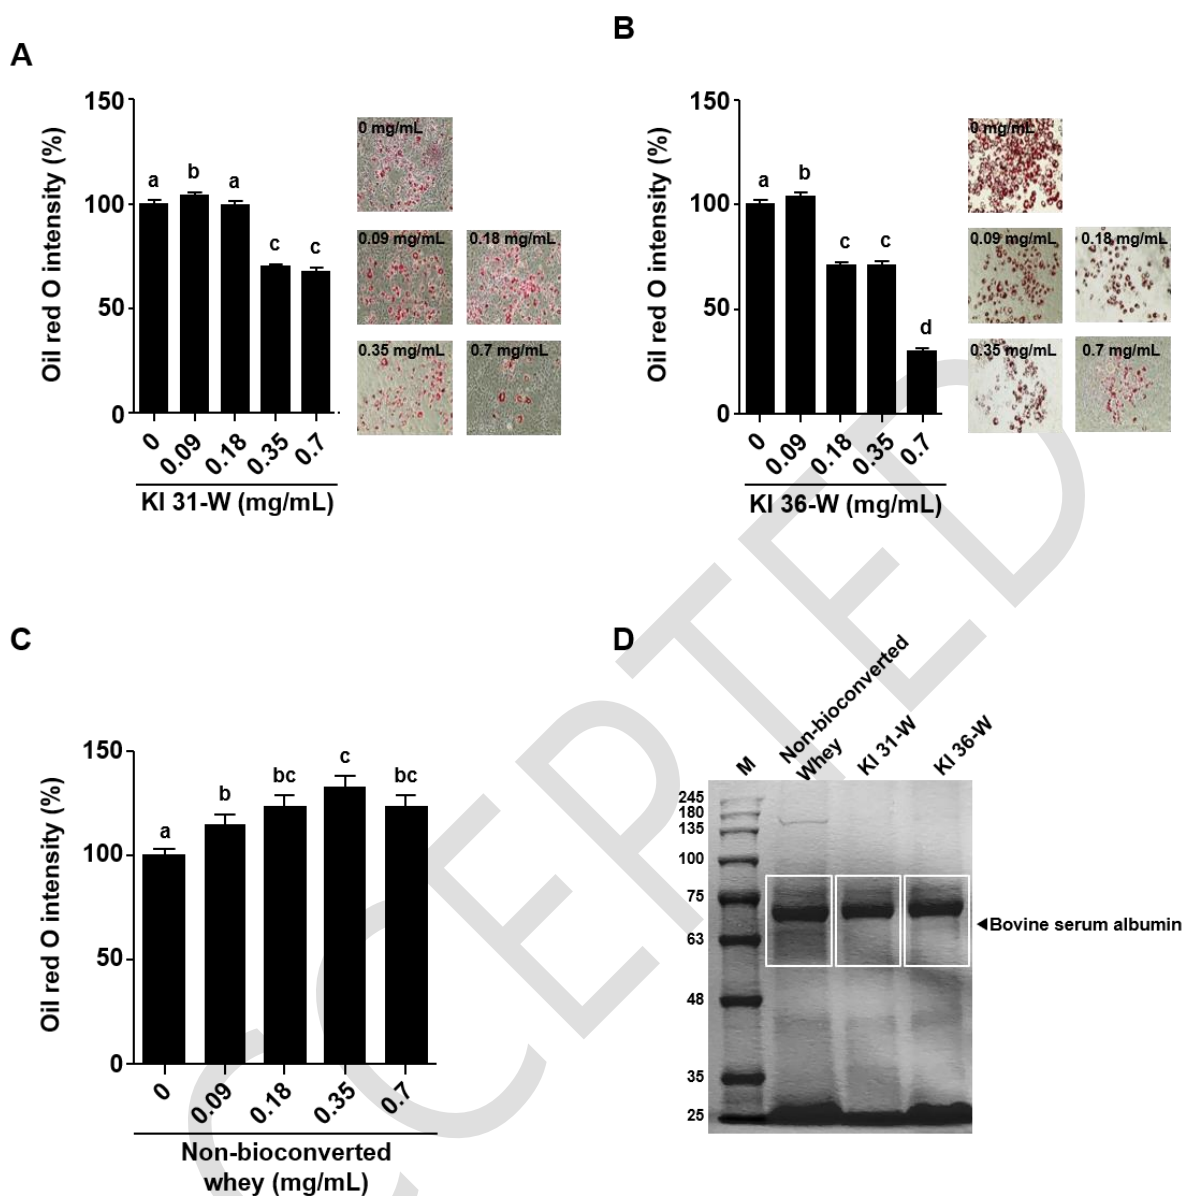 A
Oil red O intensity (%)
150
100
50
0
a
b
a
c
c
0
0.09
0.18
0.35
0.7
KI 31-W (mg/mL)
0 mg/mL
0.09 mg/mL
0.18 mg/mL
0.35 mg/mL
0.7 mg/mL
B
Oil red O intensity (%)
150
100
50
0
a
b
c
c
d
0
0.09
0.18
0.35
0.7
KI 36-W (mg/mL)
0 mg/mL
0.09 mg/mL
0.18 mg/mL
0.35 mg/mL
0.7 mg/mL
C
Oil red O intensity (%)
150
100
50
0
a
b
bc
c
bc
0
0.09
0.18
0.35
0.7
Non-bioconverted
whey (mg/mL)
D
M
Non-bioconverted
Whey
KI 31-W
KI 36-W
245
180
135
100
75
63
48
35
25
Bovine serum albumin
CCEPTED